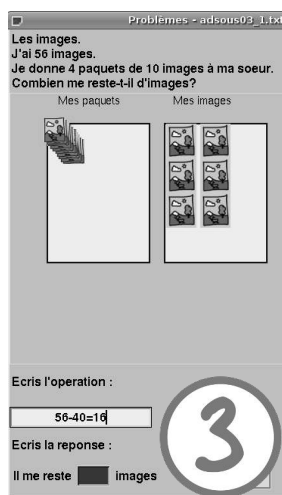 Problèmes - adsous03_1.txt
Les images.
J'ai 56 images.
Je donne 4 paquets de 10 images à ma soeur.
Combien me reste-t-il d'images?
Mes paquets Mes images
Ecris l'operation :
56-40=16
Ecris la reponse :
Il me reste images
3